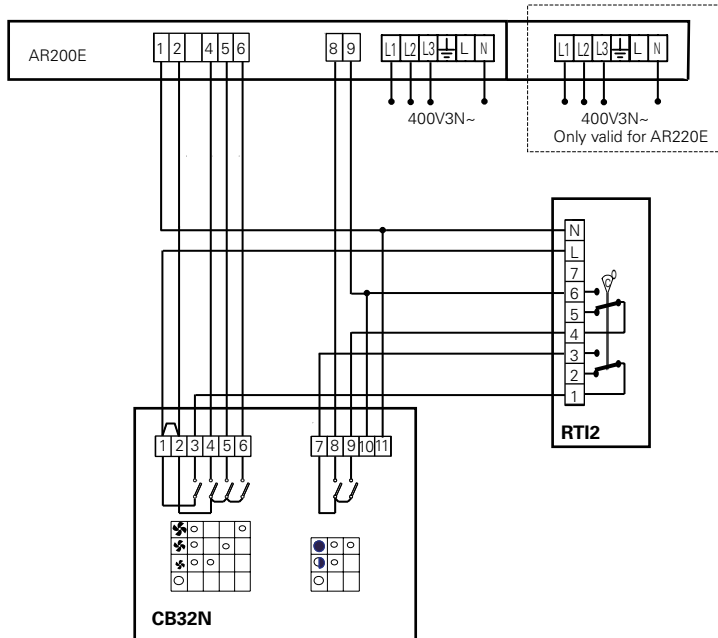 AR200E
1 2 4 5 6
8 9
L1 L2 L3 L N
L1 L2 L3 L N
400V3N~
400V3N~
Only valid for AR220E
N
L
7
6
5
4
3
2
1
RTI2
1 2 3 4 5 6
7 8 9 10 11
CB32N